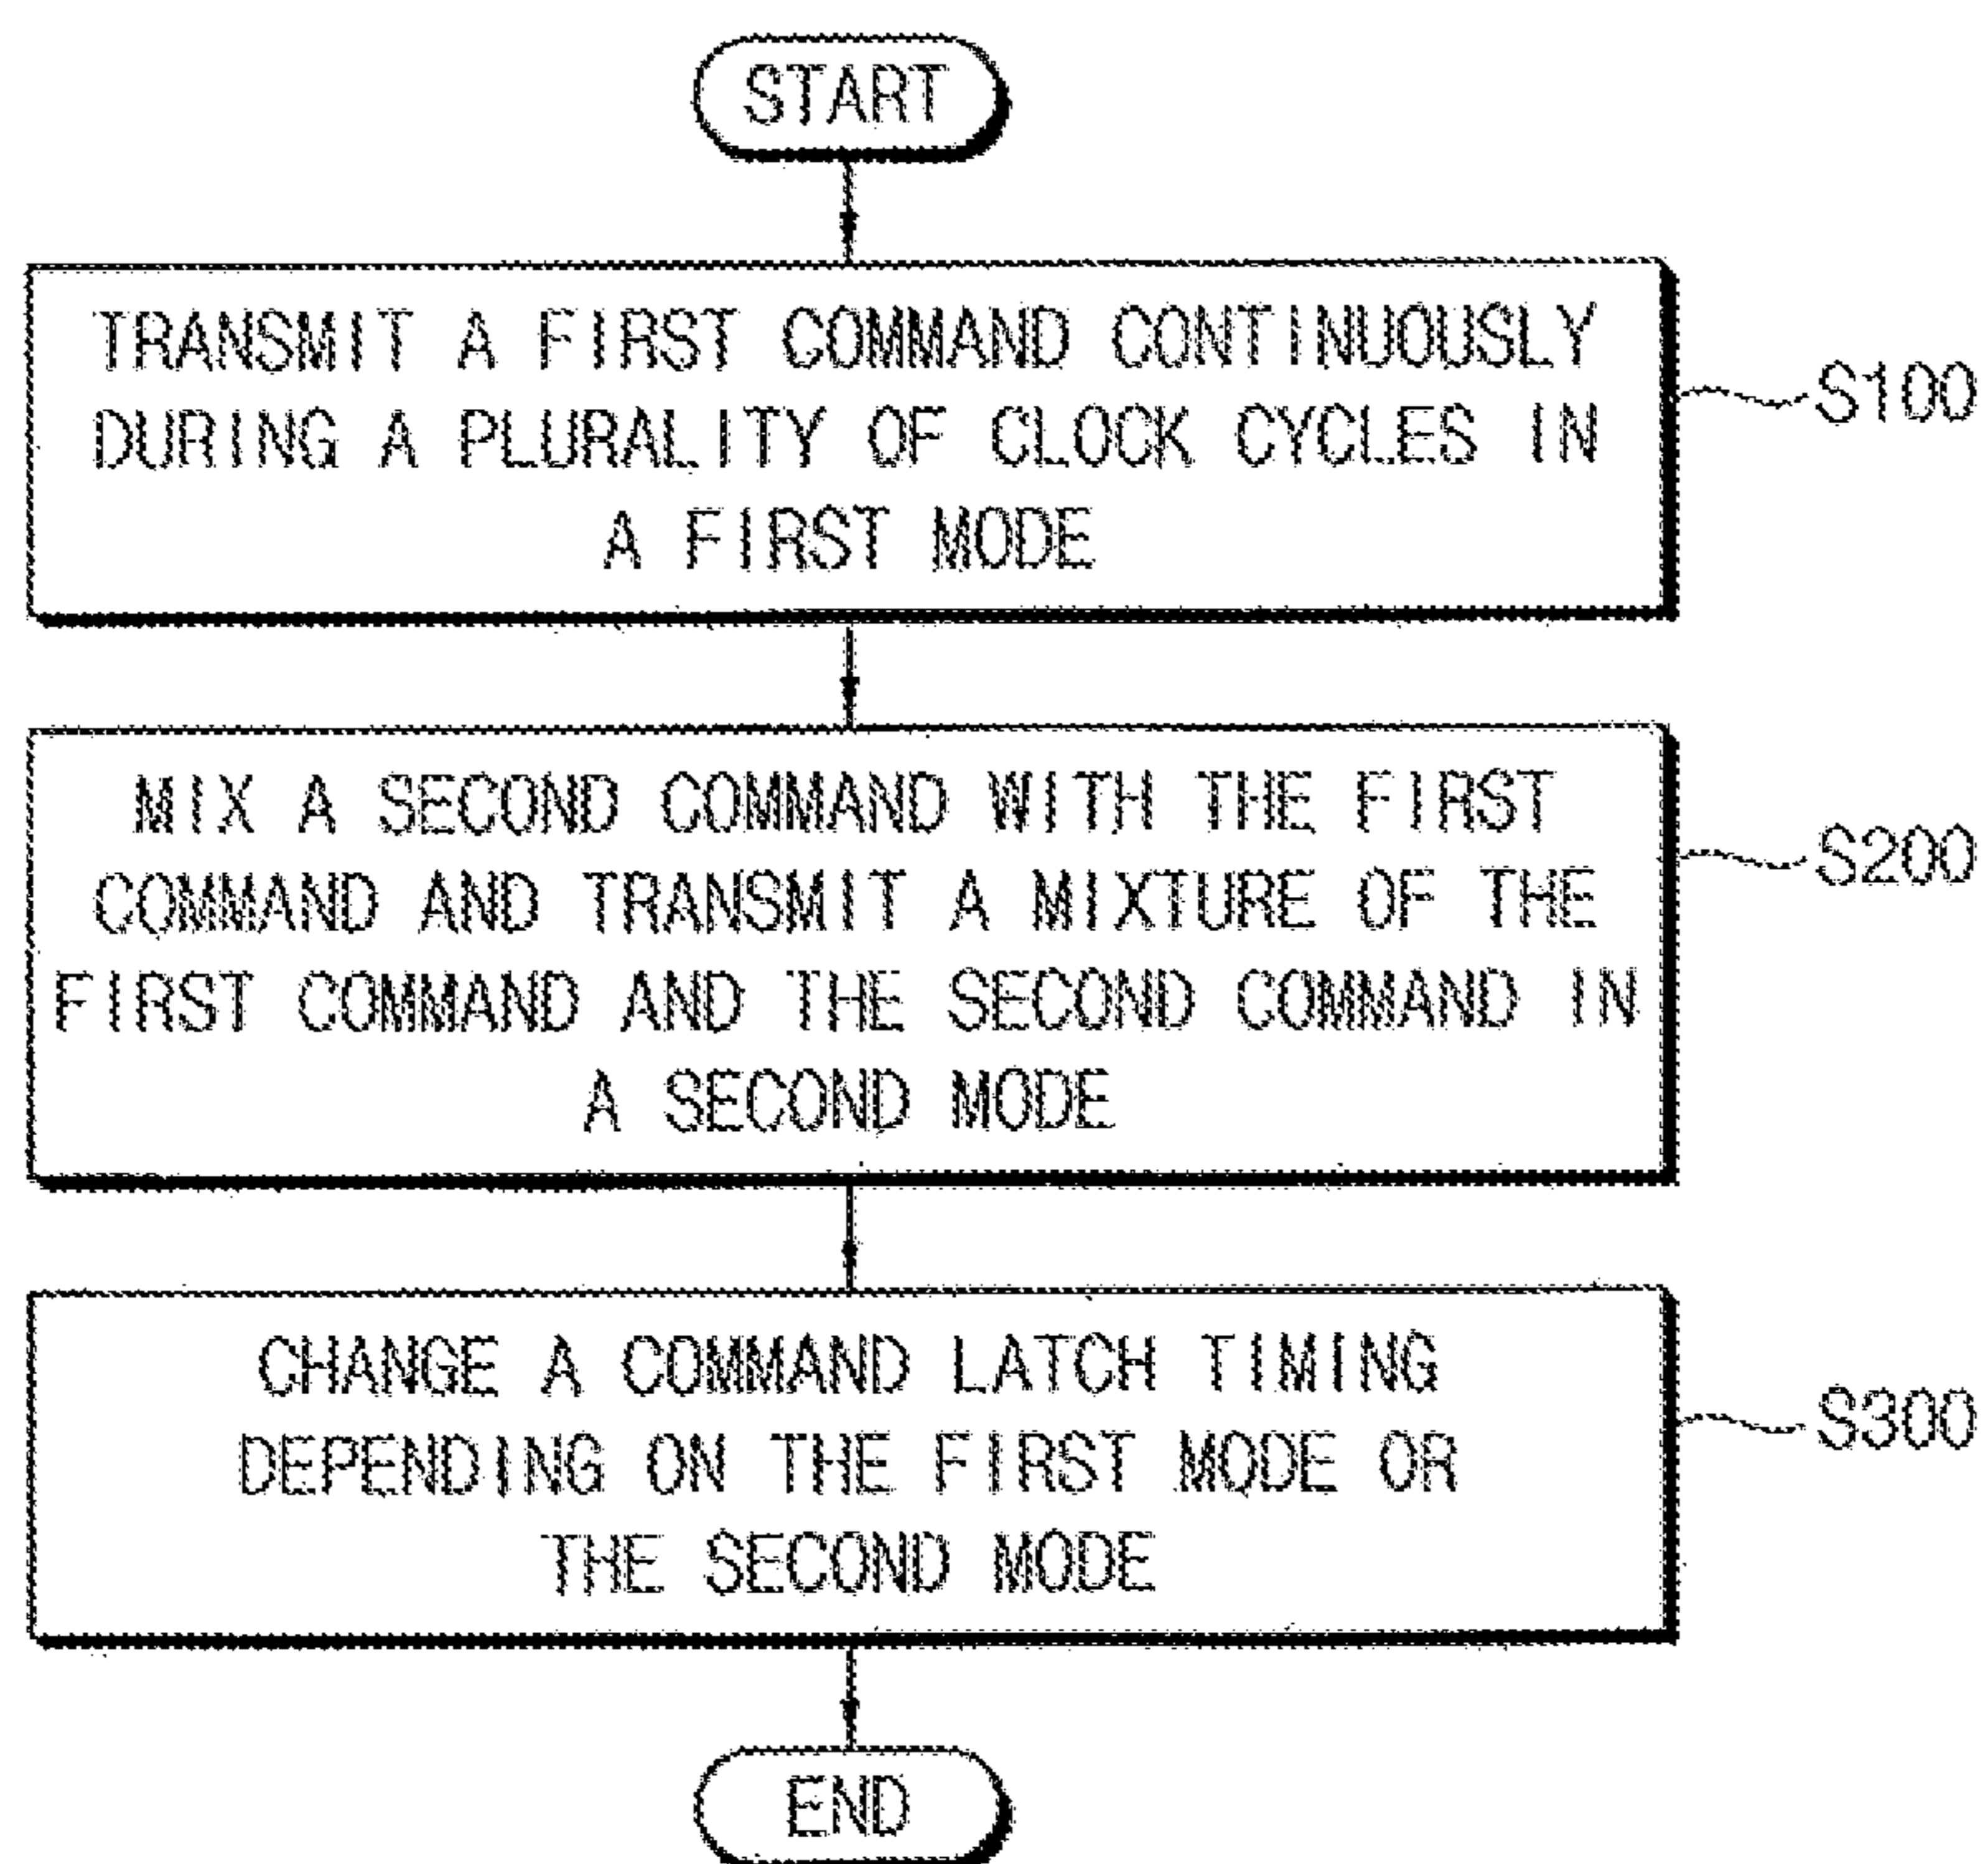 START
TRANSMIT A FIRST COMMAND CONTINUOUSLY
DURING A PLURALITY OF CLOCK CYCLES IN
A FIRST MODE
S100
MIX A SECOND COMMAND WITH THE FIRST
COMMAND AND TRANSMIT A MIXTURE OF THE
FIRST COMMAND AND THE SECOND COMMAND IN
A SECOND MODE
S200
CHANGE A COMMAND LATCH TIMING
DEPENDING ON THE FIRST MODE OR
THE SECOND MODE
S300
END